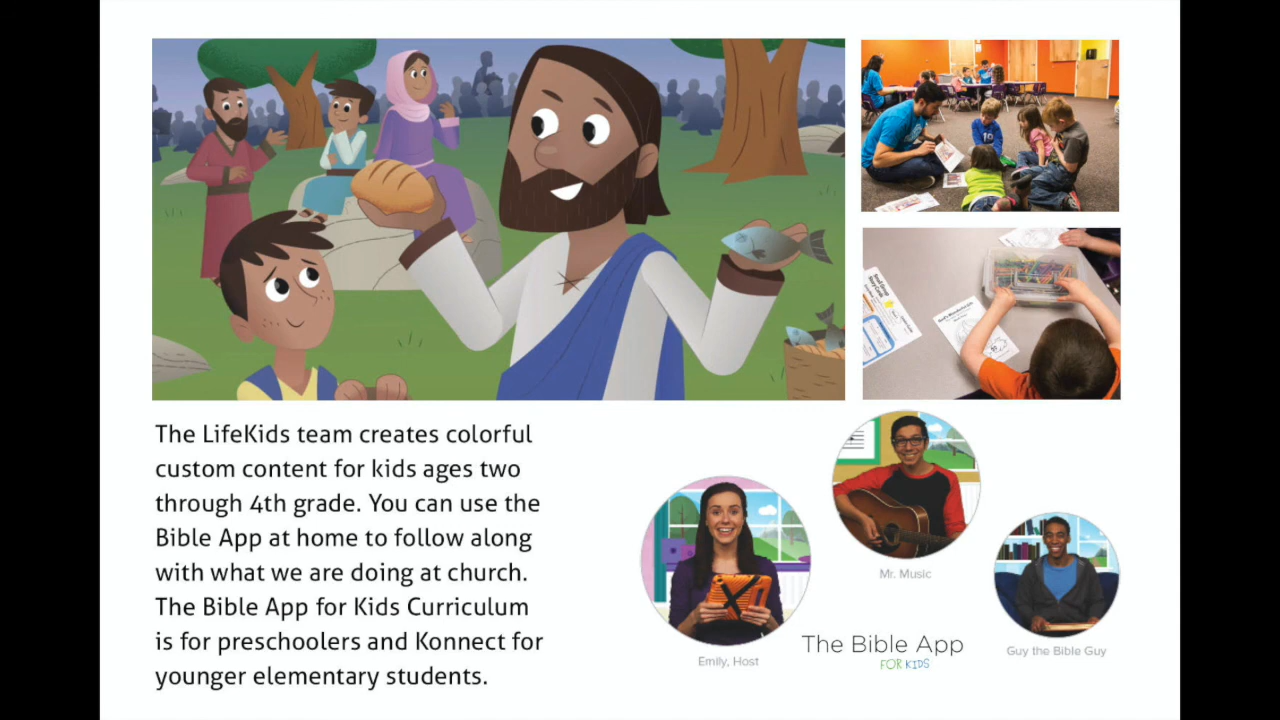 The LifeKids team creates colorful
custom content for kids ages two
through 4th grade. You can use the
Bible App at home to follow along
with what we are doing at church.
The Bible App for Kids Curriculum
is for preschoolers and Konnect for
younger elementary students.
Mr. Music
Emily, Host
The Bible App
FOR KIDS
Guy the Bible Guy